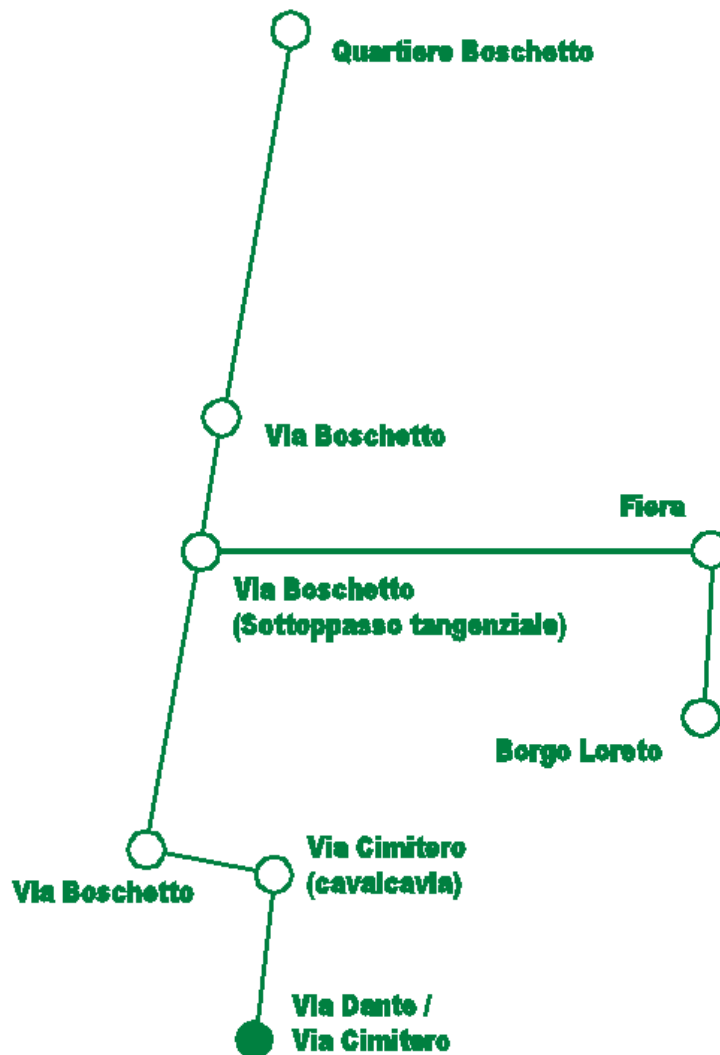 Quartiere Boschetto
Via Boschetto
Fiera
Via Boschetto
(Sottoppasso tangenziale)
Borgo Loreto
Via Cimitero
(cavalcavia)
Via Boschetto
Via Dante /
Via Cimitero